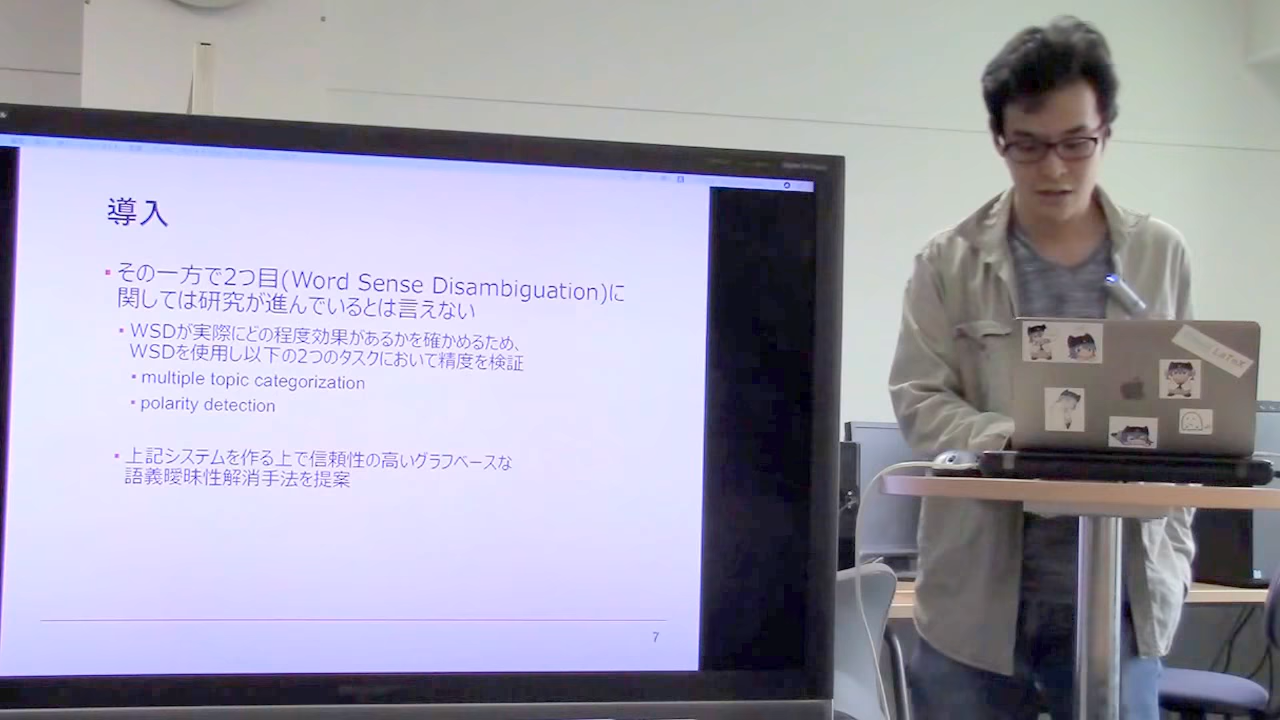 導入
その一方で2つ目(Word Sense Disambiguation)に
関しては研究が進んでいるとは言えない
WSDが実際にどの程度効果があるかを確かめるため、
WSDを使用し以下の2つのタスクにおいて精度を検証
multiple topic categorization
polarity detection
上記システムを作る上で信頼性の高いグラフベースな
語義曖昧性解消手法を提案
7
LaTeX